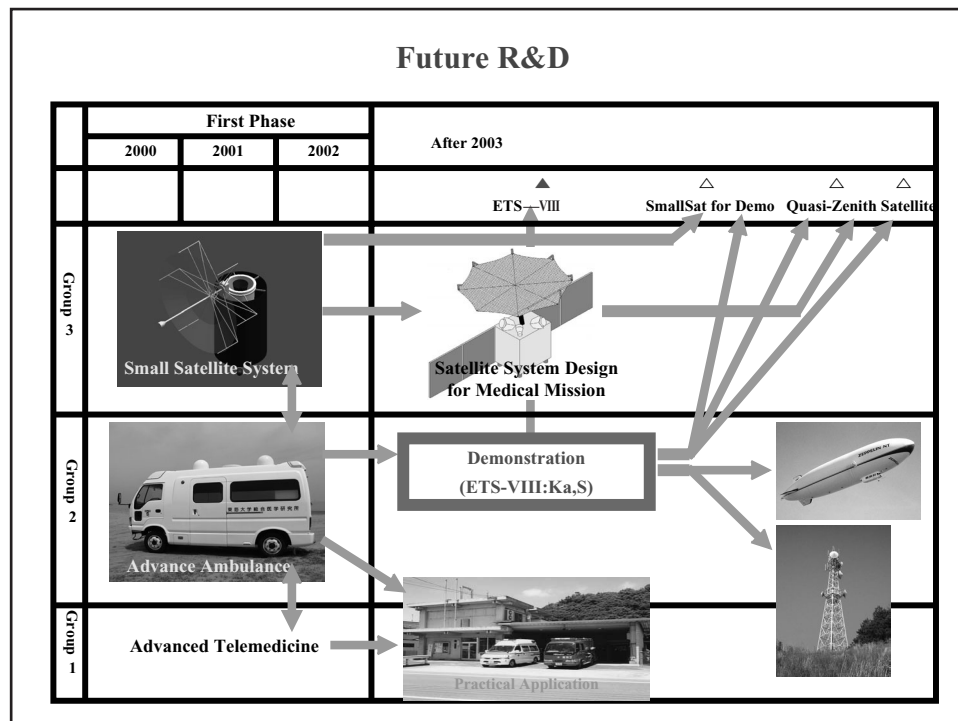 Future R&D
First Phase
2000
2001
2002
After 2003
ETS—VIII
SmallSat for Demo
Quasi-Zenith Satellite
Group 3
Small Satellite System
Satellite System Design
for Medical Mission
Group 2
Advance Ambulance
Demonstration
(ETS-VIII:Ka,S)
ZEPPELIN NT
Group 1
Advanced Telemedicine
Practical Application